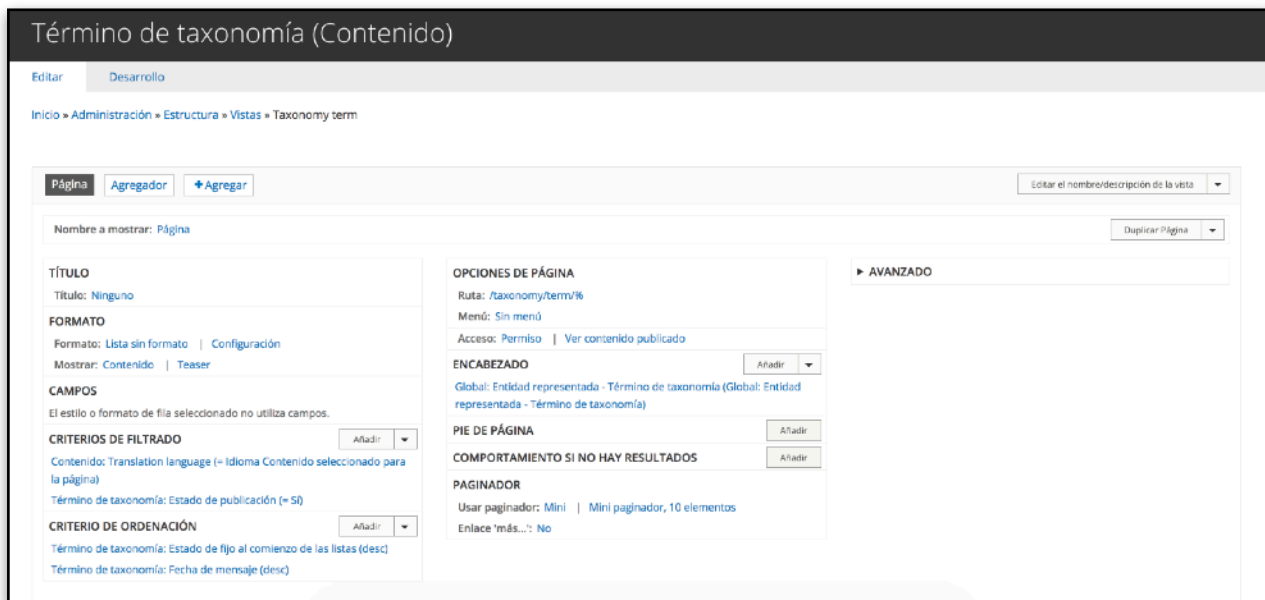 Término de taxonomía (Contenido)
Editar
Desarrollo
Inicio » Administración » Estructura » Vistas » Taxonomy term
Página
Agregador
+Agregar
Editar el nombre/descripción de la vista
Nombre a mostrar: Página
Duplicar Página
TÍTULO
Título: Ninguno
FORMATO
Formato: Lista sin formato | Configuración
Mostrar: Contenido | Teaser
CAMPOS
El estilo o formato de fila seleccionado no utiliza campos.
CRITERIOS DE FILTRADO
Añadir
Contenido: Translation language (= Idioma Contenido seleccionado para
la página)
Término de taxonomía: Estado de publicación (= Sí)
CRITERIO DE ORDENACIÓN
Añadir
Término de taxonomía: Estado de fijo al comienzo de las listas (desc)
Término de taxonomía: Fecha de mensaje (desc)
OPCIONES DE PÁGINA
Ruta: /taxonomy/term/%
Menú: Sin menú
Acceso: Permiso | Ver contenido publicado
ENCABEZADO
Añadir
Global: Entidad representada - Término de taxonomía (Global: Entidad
representada - Término de taxonomía)
PIE DE PÁGINA
Añadir
COMPORTAMIENTO SI NO HAY RESULTADOS
Añadir
PAGINADOR
Usar paginador: Mini | Mini paginador, 10 elementos
Enlace 'más...': No
AVANZADO